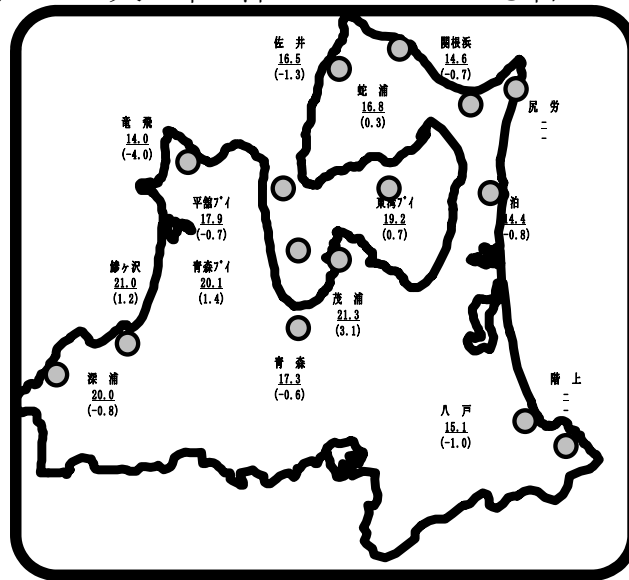 佐 井
16.5
(-1.3)
関根浜
14.6
(-0.7)
蛇 浦
16.8
(0.3)
尻 労
--
--
竜 飛
14.0
(-4.0)
平舘ﾌﾞｲ
17.9
(-0.7)
東湾ﾌﾞｲ
19.2
(0.7)
泊
14.4
(-0.8)
鰺ヶ沢
21.0
(1.2)
青森ﾌﾞｲ
20.1
(1.4)
茂 浦
21.3
(3.1)
青 森
17.3
(-0.6)
深 浦
20.0
(-0.8)
八 戸
15.1
(-1.0)
階 上
--
--